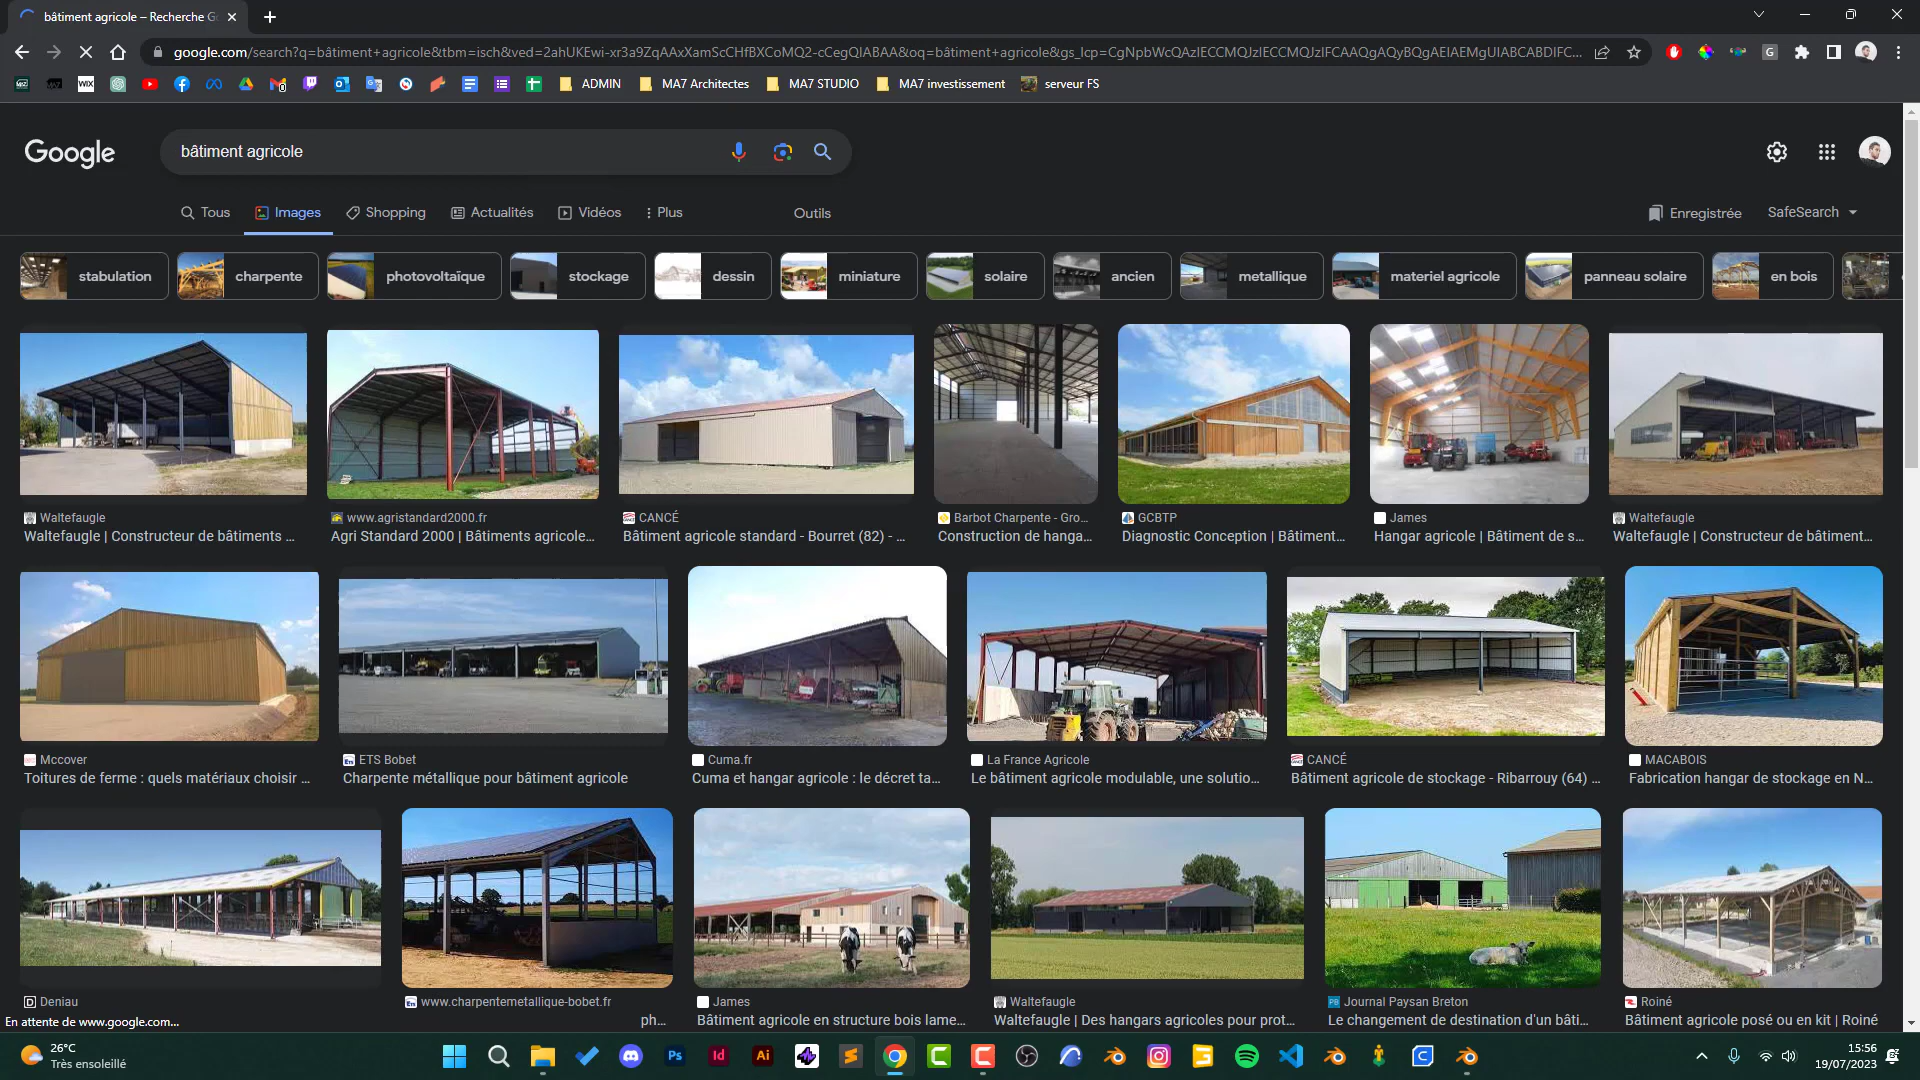 bâtiment agricole – Recherche Go
google.com/search?q=bâtiment+agricole&tbm=isch&ved=2ahUKEwi-xr3a9ZqAAxXamScCHfBXCoMQ2-cCegQIABAA&oq=bâtiment+agricole&gs_lcp=CgNpbWcQAzIECCMQJzIECCMQJzIFCAAQgAQyBQgAEIAEMgUIABCABDIFC...
WIX
ADMIN
MA7 Architectes
MA7 STUDIO
MA7 investissement
serveur FS
Google
bâtiment agricole
Tous
Images
Shopping
Actualités
Vidéos
Plus
Outils
Enregistrée
SafeSearch
stabulation
charpente
photovoltaïque
stockage
dessin
miniature
solaire
ancien
metallique
materiel agricole
panneau solaire
en bois
Waltefaugle
Waltefaugle | Constructeur de bâtiments ...
www.agristandard2000.fr
Agri Standard 2000 | Bâtiments agricole...
CANCÉ
Bâtiment agricole standard - Bourret (82) - ...
Barbot Charpente - Gro...
Construction de hanga...
GCBTP
Diagnostic Conception | Bâtiment...
James
Hangar agricole | Bâtiment de s...
Waltefaugle
Waltefaugle | Constructeur de bâtiment...
Mccover
Toitures de ferme : quels matériaux choisir ...
ETS Bobet
Charpente métallique pour bâtiment agricole
Cuma.fr
Cuma et hangar agricole : le décret ta...
La France Agricole
Le bâtiment agricole modulable, une solutio...
CANCÉ
Bâtiment agricole de stockage - Ribarrouy (64) ...
MACABOIS
Fabrication hangar de stockage en N...
Deniau
www.charpentemetallique-bobet.fr
ph...
James
Bâtiment agricole en structure bois lame...
Waltefaugle
Waltefaugle | Des hangars agricoles pour prot...
Journal Paysan Breton
Le changement de destination d'un bâti...
Roiné
Bâtiment agricole posé ou en kit | Roiné
En attente de www.google.com...
26°C
Très ensoleillé
Ps
Id
Ai
15:56
19/07/2023